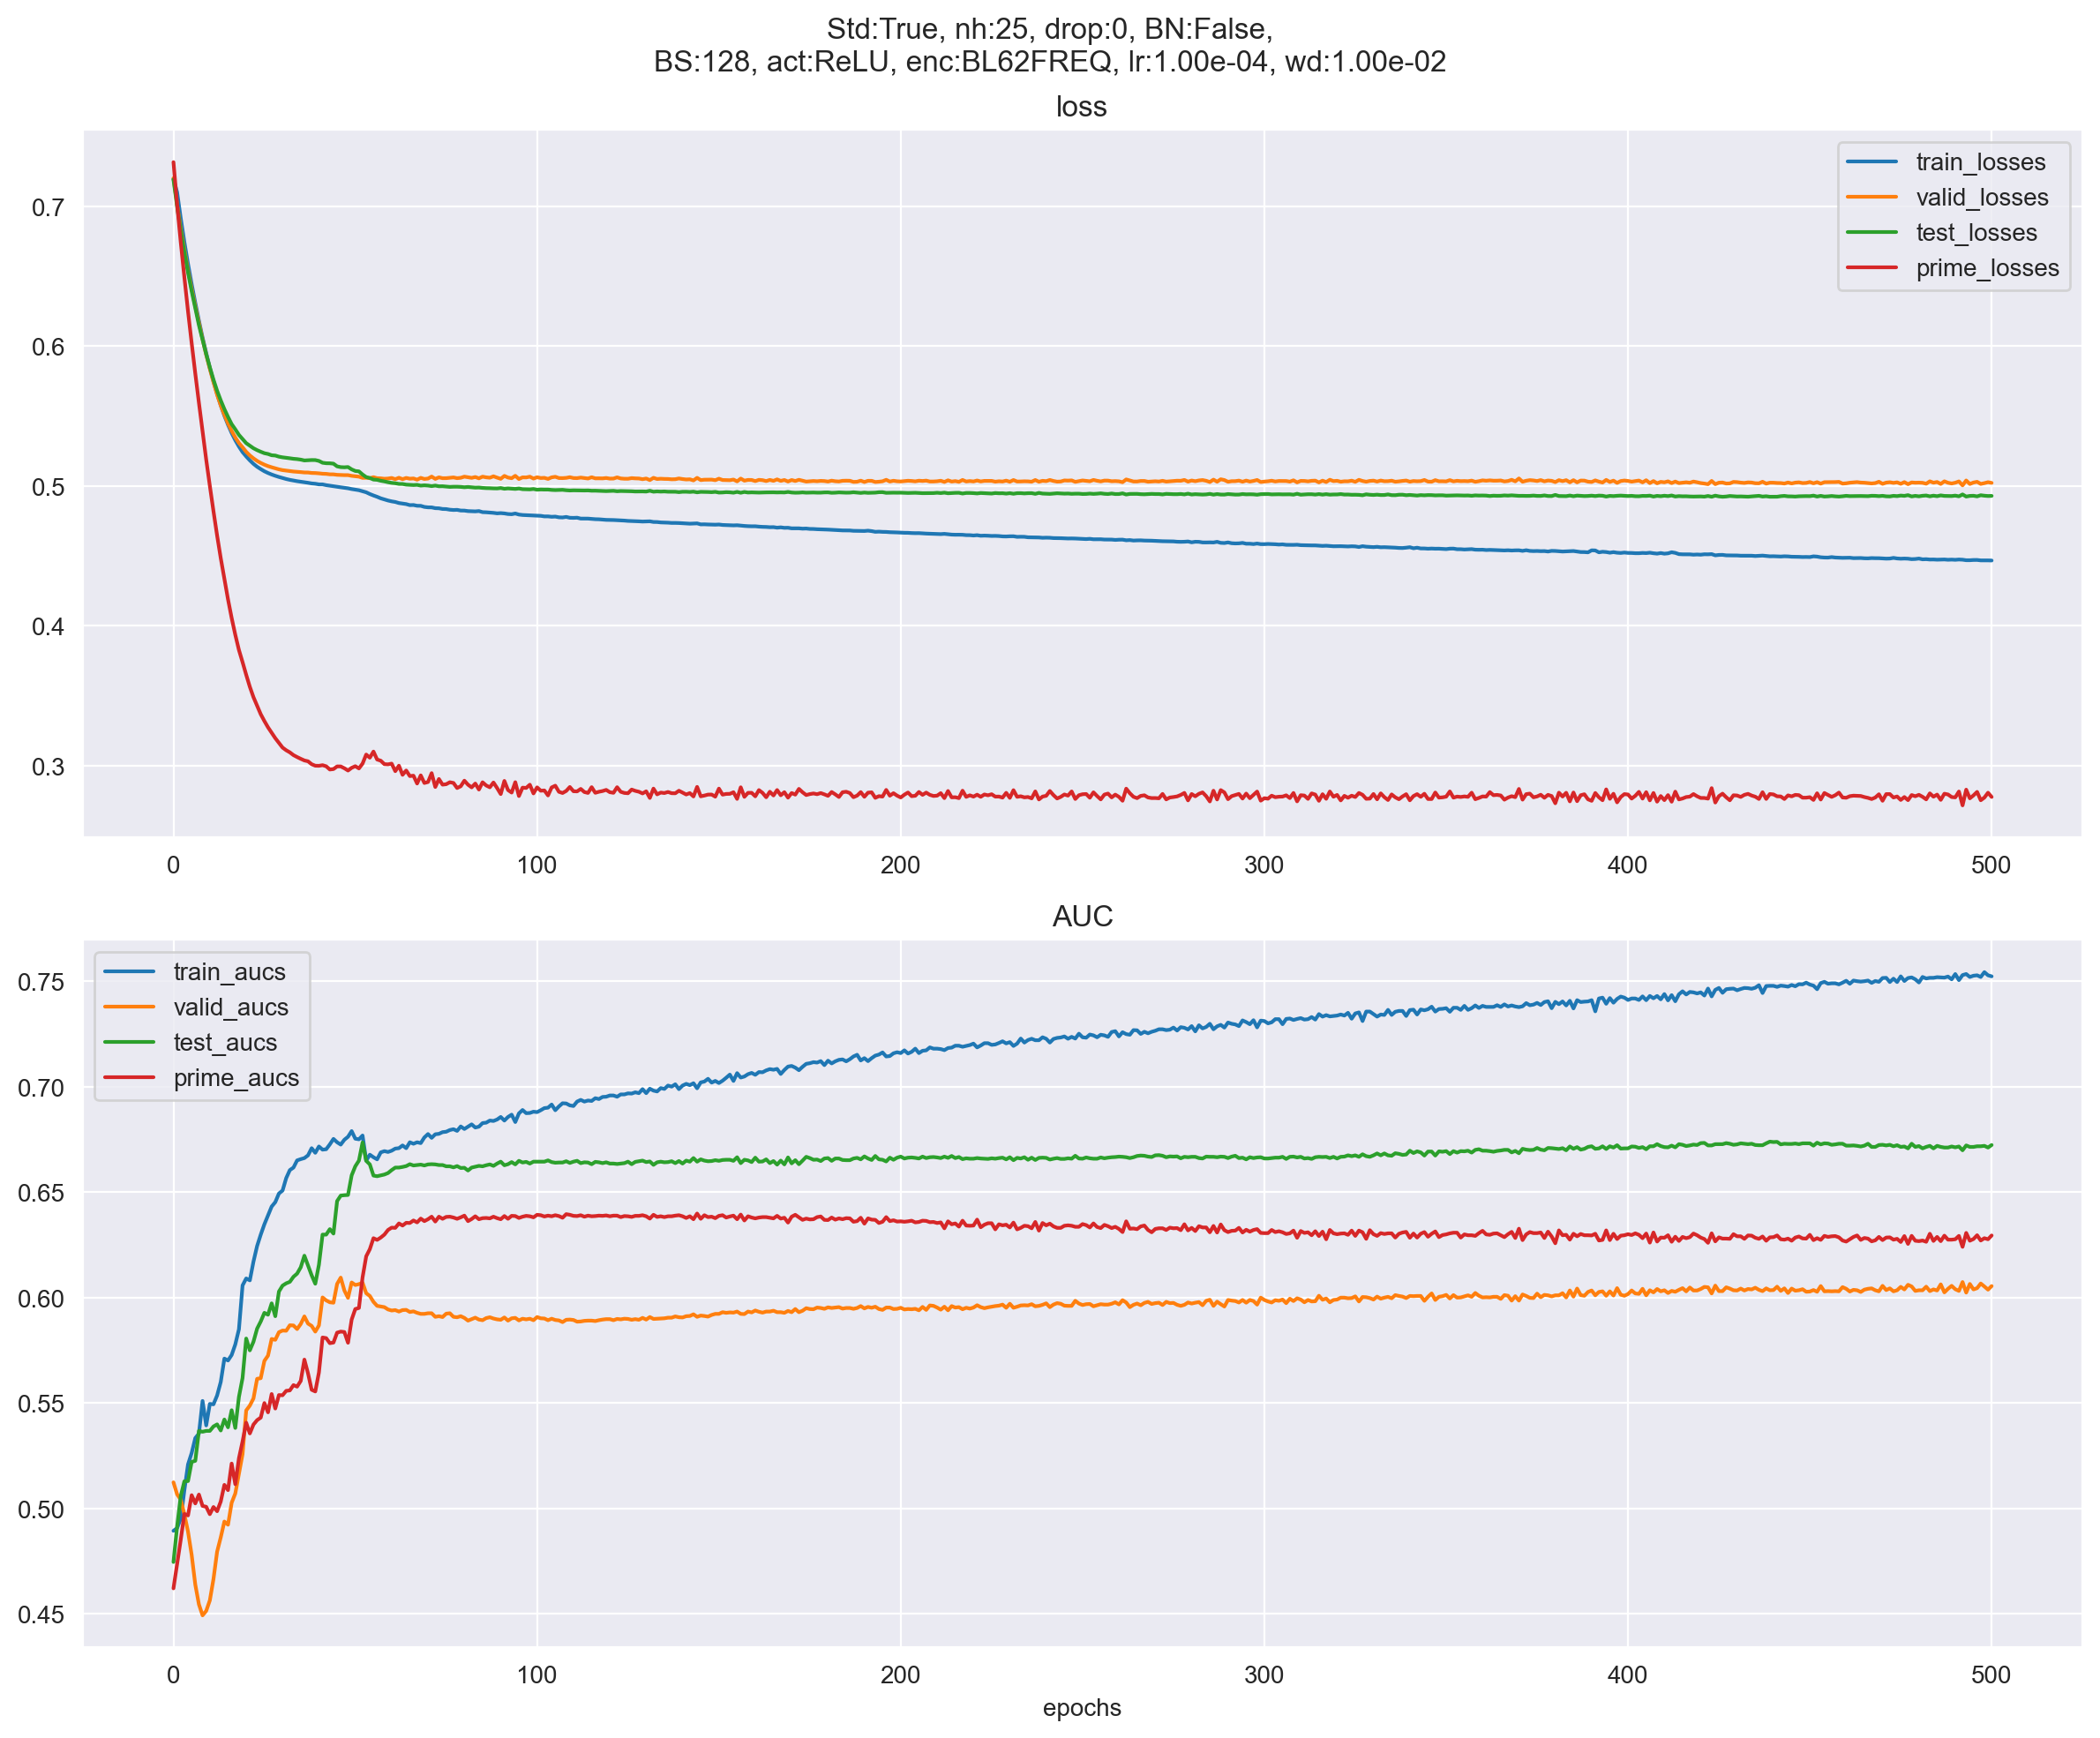 Std:True, nh:25, drop:0, BN:False,
BS:128, act:ReLU, enc:BL62FREQ, lr:1.00e-04, wd:1.00e-02
loss
train_losses
valid_losses
test_losses
prime_losses
0.7
0.6
0.5
0.4
0.3
0 100 200 300 400 500
AUC
train_aucs
valid_aucs
test_aucs
prime_aucs
0.75
0.70
0.65
0.60
0.55
0.50
0.45
0 100 200 300 400 500
epochs